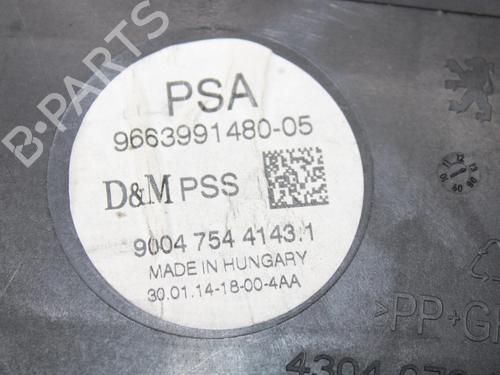 B-PARTS
PSA
9663991480-05
D&M PSS
9004 754 4143.1
MADE IN HUNGARY
30.01.14-18-00-4AA
>PP+G
4304